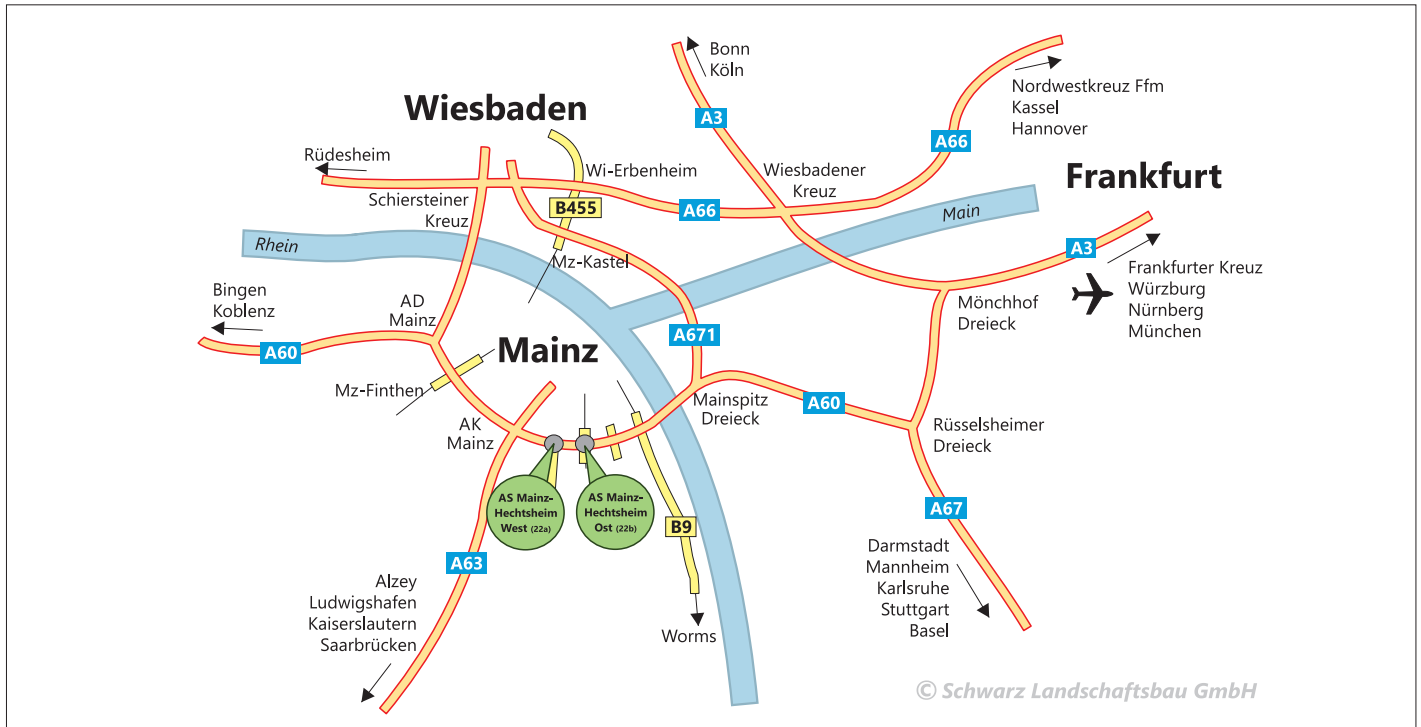 Bonn
Köln
Nordwestkreuz Ffm
Kassel
Hannover
Wiesbaden
A3
A66
Rüdesheim
Wi-Erbenheim
Wiesbadener
Kreuz
Frankfurt
Schiersteiner
Kreuz
B455
A66
Main
Rhein
Mz-Kastel
A3
Frankfurter Kreuz
Würzburg
Nürnberg
München
Bingen
Koblenz
AD
Mainz
Mönchhof
Dreieck
A60
Mainz
A671
Mz-Finthen
Mainspitz
Dreieck
A60
AK
Mainz
Rüsselsheimer
Dreieck
AS Mainz-
Hechtsheim
West (22a)
AS Mainz-
Hechtsheim
Ost (22b)
B9
A67
A63
Darmstadt
Mannheim
Karlsruhe
Stuttgart
Basel
Alzey
Ludwigshafen
Kaiserslautern
Saarbrücken
Worms
© Schwarz Landschaftsbau GmbH